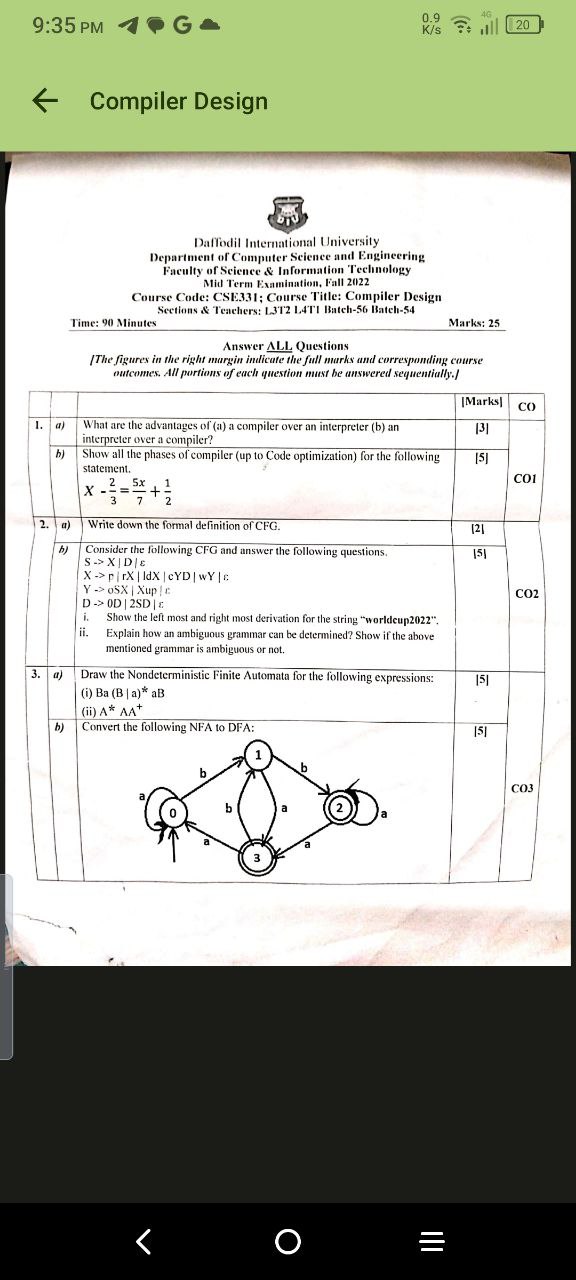 9:35 PM
0.9 K/s
4G
20
Compiler Design
DIU
Daffodil International University
Department of Computer Science and Engineering
Faculty of Science & Information Technology
Mid Term Examination, Fall 2022
Course Code: CSE331; Course Title: Compiler Design
Sections & Teachers: L3T2 L4T1 Batch-56 Batch-54
Time: 90 Minutes Marks: 25
Answer ALL Questions
[The figures in the right margin indicate the full marks and corresponding course
outcomes. All portions of each question must be answered sequentially.]
[Marks] CO
1. a) What are the advantages of (a) a compiler over an interpreter (b) an [3]
interpreter over a compiler?
b) Show all the phases of compiler (up to Code optimization) for the following [5]
statement.
X - 2/3 = 5x/7 + 1/2
CO1
2. a) Write down the formal definition of CFG. [2]
b) Consider the following CFG and answer the following questions. [5]
S -> X | D | ε
X -> p | rX | ldX | cYD | wY | ε
Y -> oSX | Xup | ε
D -> 0D | 2SD | ε
CO2
i. Show the left most and right most derivation for the string "worldcup2022".
ii. Explain how an ambiguous grammar can be determined? Show if the above
mentioned grammar is ambiguous or not.
3. a) Draw the Nondeterministic Finite Automata for the following expressions: [5]
(i) Ba (B | a)* aB
(ii) A* AA+
b) Convert the following NFA to DFA: [5]
CO3
1
b b
a 0 b a 2 a
a a
3